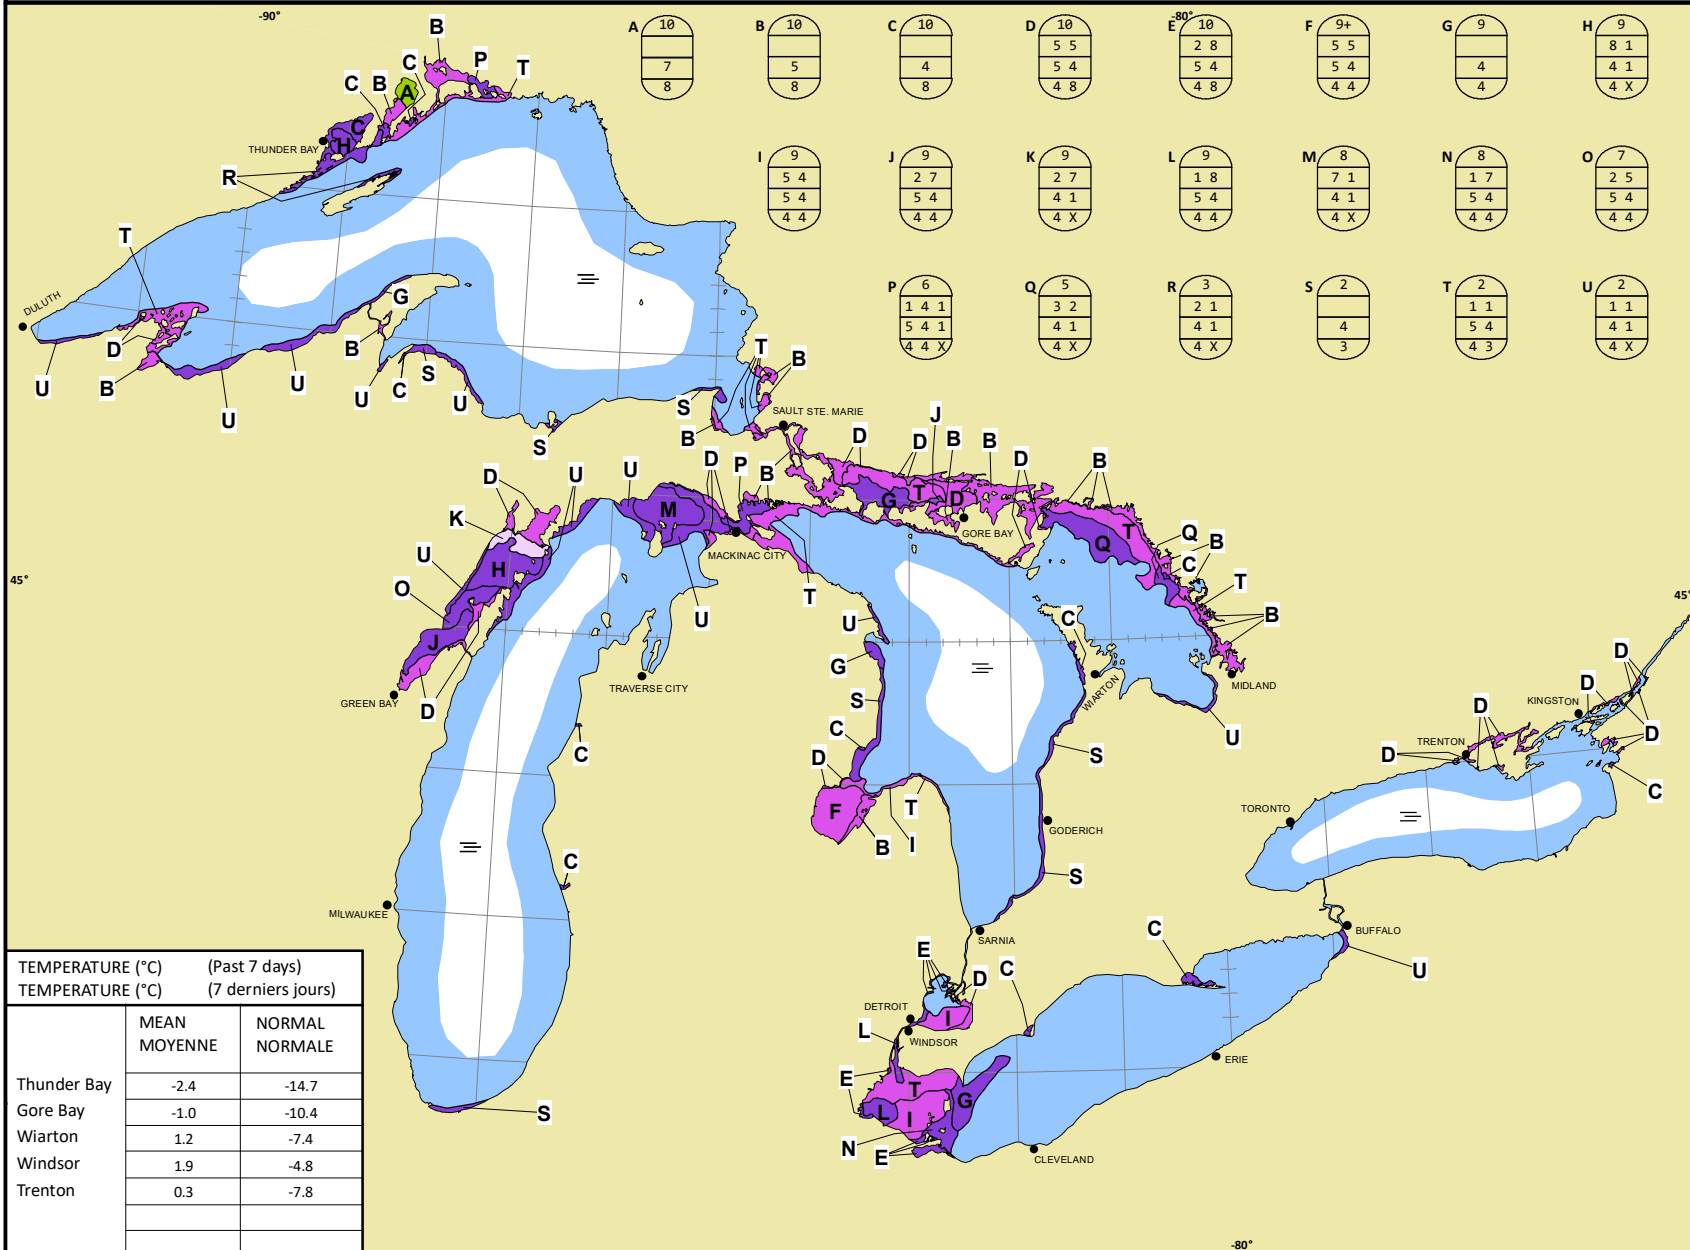 -90°
-80°
A
10
7
8
B
10
5
8
C
10
4
8
D
10
5 5
5 4
4 8
E
10
2 8
5 4
4 8
F
9+
5 5
5 4
4 4
G
9
4
4
H
9
8 1
4 1
4 X
I
9
5 4
5 4
4 4
J
9
2 7
5 4
4 4
K
9
2 7
4 1
4 X
L
9
1 8
5 4
4 4
M
8
7 1
4 1
4 X
N
8
1 7
5 4
4 4
O
7
2 5
5 4
4 4
P
6
1 4 1
5 4 1
4 4 X
Q
5
3 2
4 1
4 X
R
3
2 1
4 1
4 X
S
2
4
3
T
2
1 1
5 4
4 3
U
2
1 1
4 1
4 X
B
C
P
T
C
B
A
C
H
THUNDER BAY
R
T
DULUTH
G
D
B
U
B
U
U
U
C
S
U
S
T
B
S
B
SAULT STE. MARIE
D
D
J
B
B
D
B
D
U
U
D
P
B
K
M
G
T
D
GORE BAY
MACKINAC CITY
Q
T
Q
B
C
T
B
U
H
O
J
U
T
U
C
45°
45°
G
S
GREEN BAY
D
TRAVERSE CITY
WIARTON
MIDLAND
U
C
C
D
S
F
B
T
I
GODERICH
S
D
D
KINGSTON
D
D
TRENTON
D
C
TORONTO
MILWAUKEE
C
SARNIA
E
D
C
C
BUFFALO
U
DETROIT
I
L
WINDSOR
E
T
L
I
G
N
E
ERIE
CLEVELAND
S
TEMPERATURE (°C) (Past 7 days)
TEMPERATURE (°C) (7 derniers jours)
MEAN NORMAL
MOYENNE NORMALE
Thunder Bay -2.4 -14.7
Gore Bay -1.0 -10.4
Wiarton 1.2 -7.4
Windsor 1.9 -4.8
Trenton 0.3 -7.8
-80°